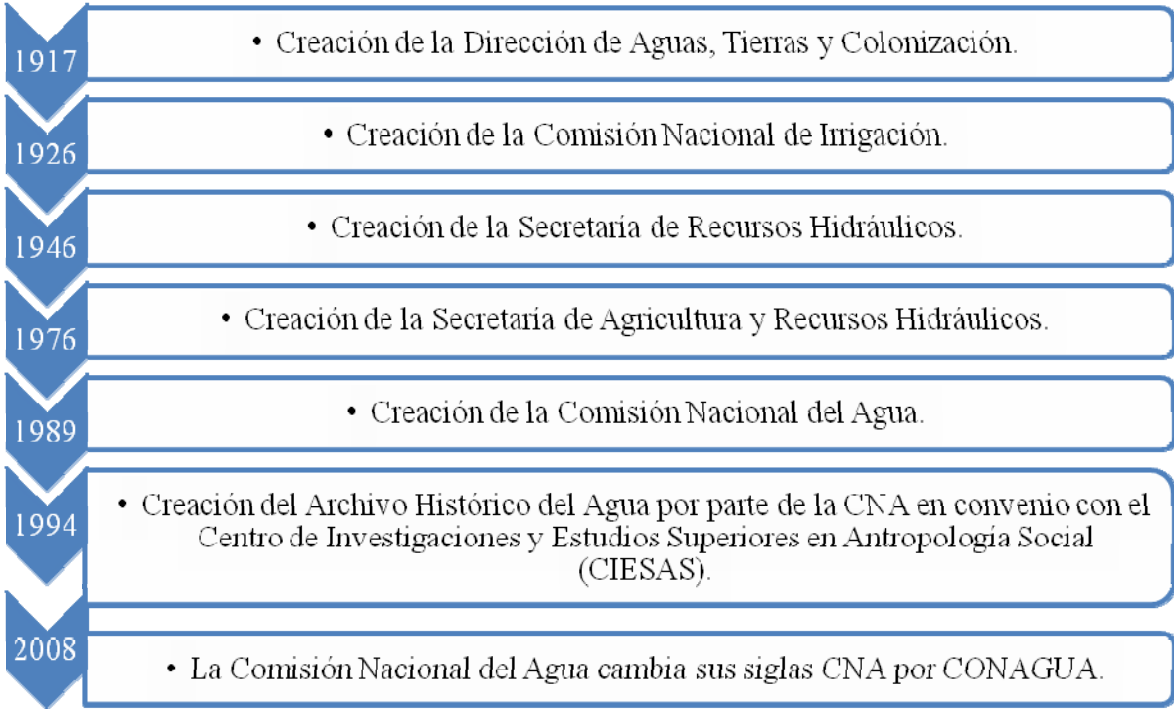 1917
• Creación de la Dirección de Aguas, Tierras y Colonización.
1926
• Creación de la Comisión Nacional de Irrigación.
1946
• Creación de la Secretaría de Recursos Hidráulicos.
1976
• Creación de la Secretaría de Agricultura y Recursos Hidráulicos.
1989
• Creación de la Comisión Nacional del Agua.
1994
• Creación del Archivo Histórico del Agua por parte de la CNA en convenio con el
Centro de Investigaciones y Estudios Superiores en Antropología Social
(CIESAS).
2008
• La Comisión Nacional del Agua cambia sus siglas CNA por CONAGUA.